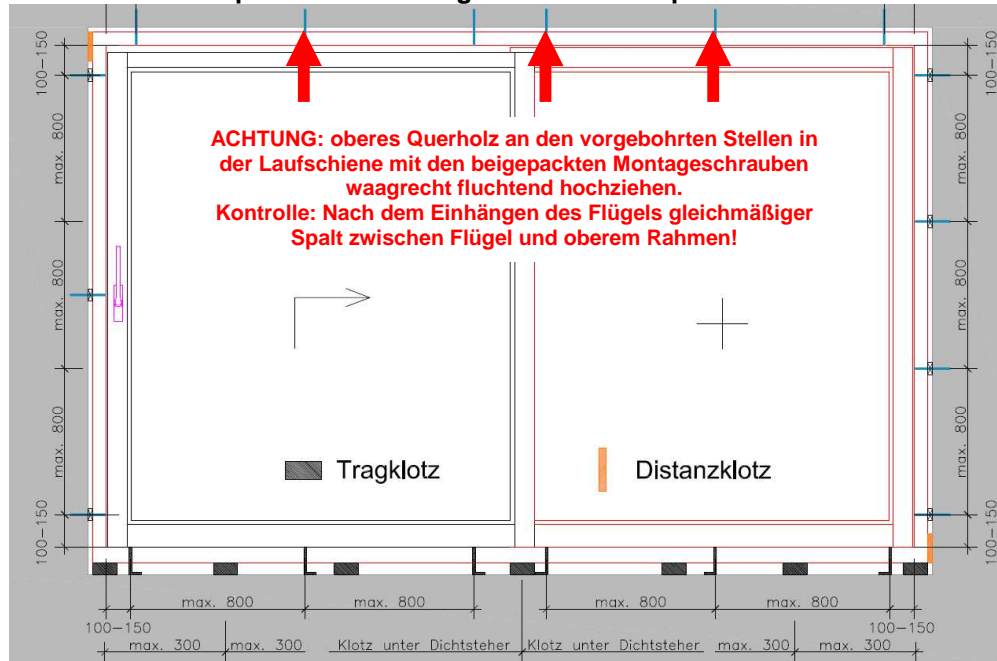 100-150
100-150
max. 800
max. 800
ACHTUNG: oberes Querholz an den vorgebohrten Stellen in
der Laufschiene mit den beigepackten Montageschrauben
waagrecht fluchtend hochziehen.
Kontrolle: Nach dem Einhängen des Flügels gleichmäßiger
Spalt zwischen Flügel und oberem Rahmen!
max. 800
max. 800
max. 800
max. 800
Tragklotz
Distanzklotz
100-150
100-150
max. 800
max. 800
max. 800
max. 800
100-150
100-150
max. 300
max. 300
Klotz unter Dichtsteher
Klotz unter Dichtsteher
max. 300
max. 300